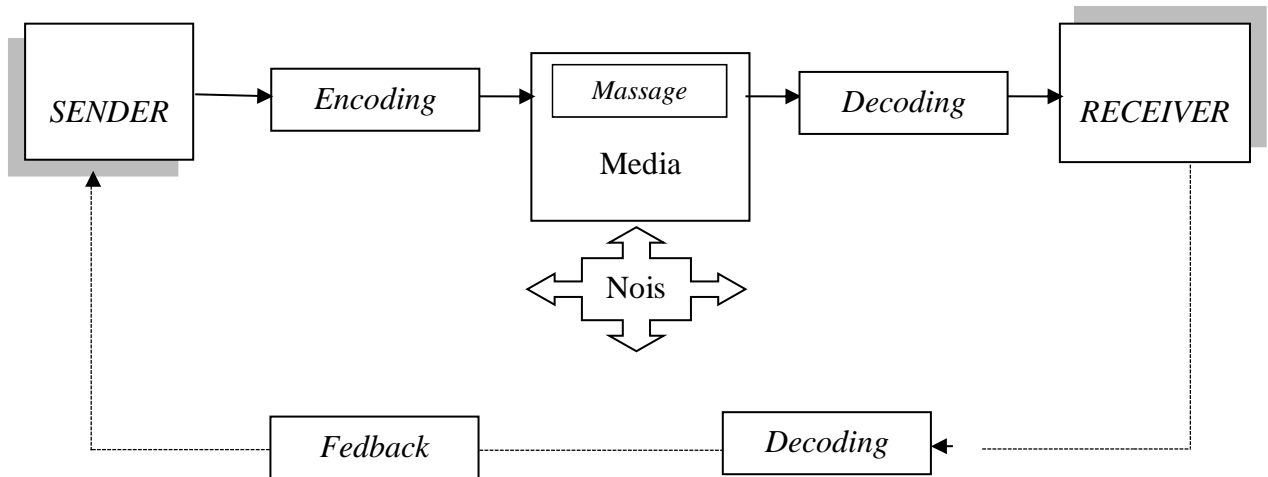 SENDER
Encoding
Massage
Media
Decoding
RECEIVER
Nois
Fedback
Decoding